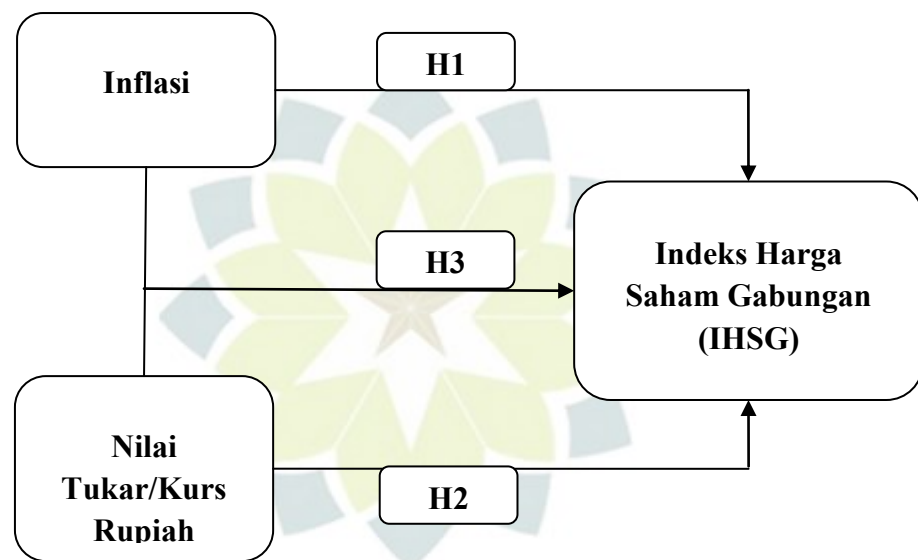 Inflasi
H1
H3
Indeks Harga
Saham Gabungan
(IHSG)
Nilai
Tukar/Kurs
Rupiah
H2